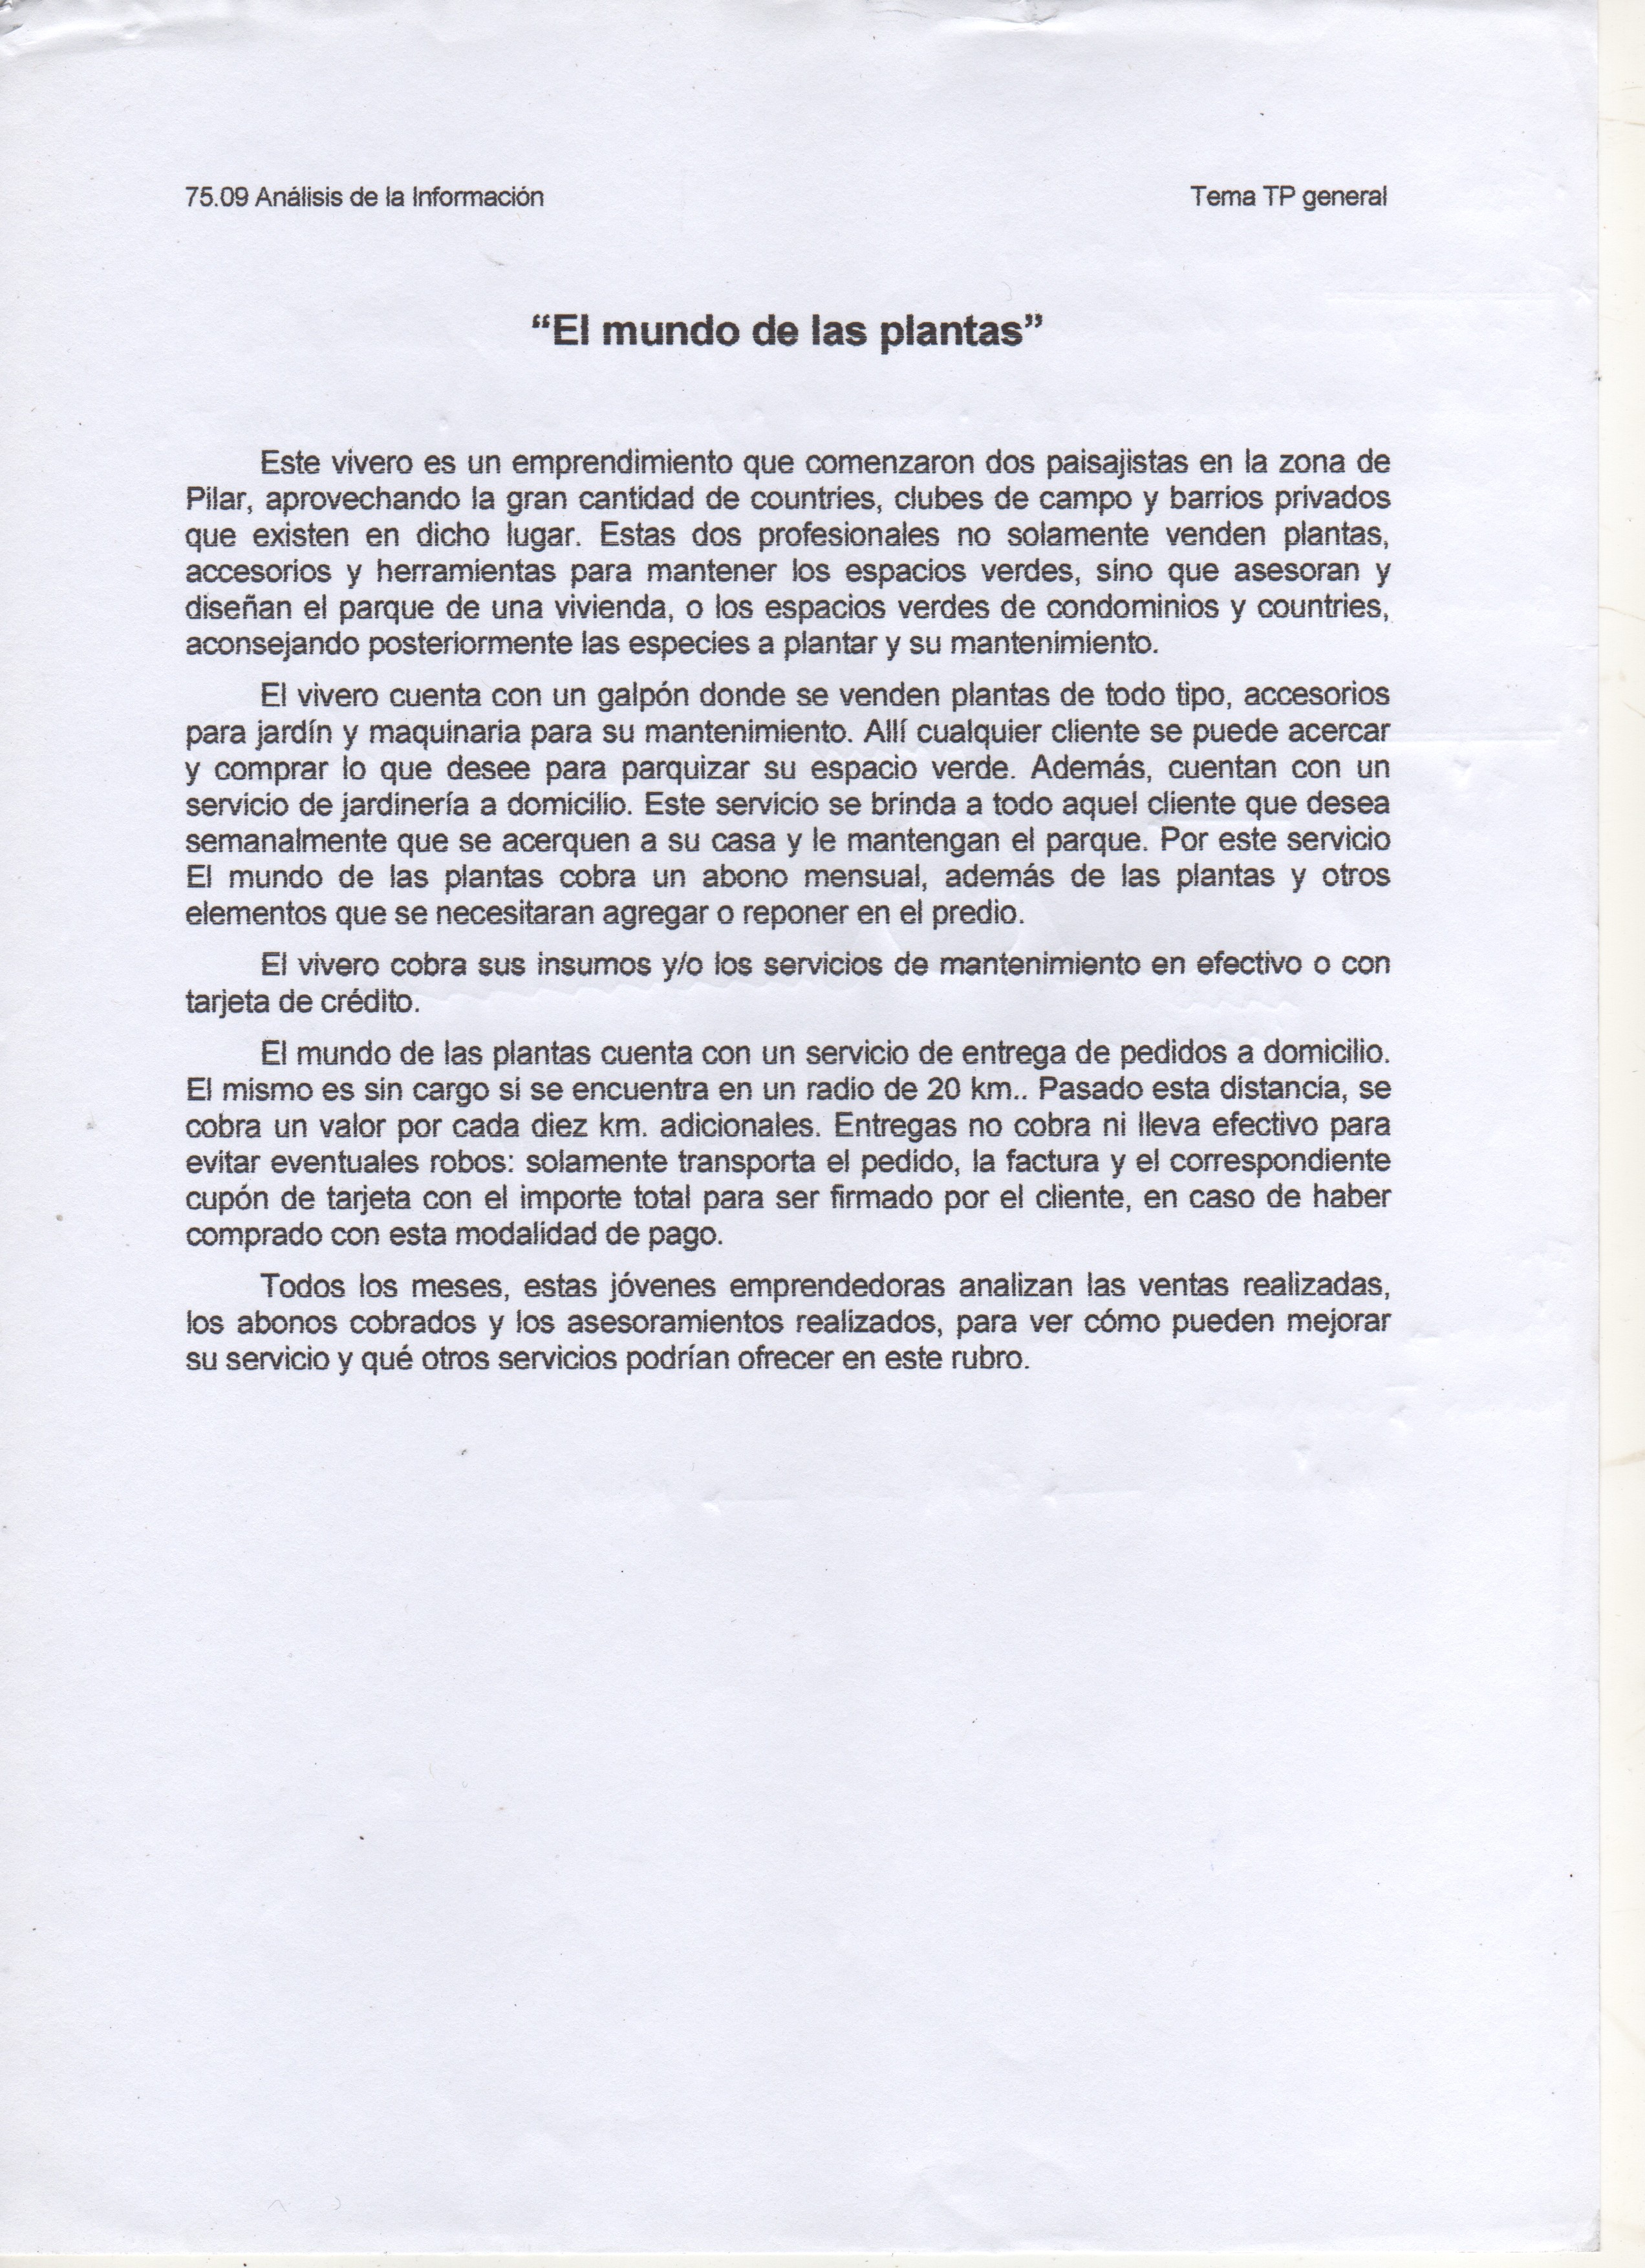 75.09 Análisis de la Información Tema TP general
“El mundo de las plantas”
Este vivero es un emprendimiento que comenzaron dos paisajistas en la zona de
Pilar, aprovechando la gran cantidad de countries, clubes de campo y barrios privados
que existen en dicho lugar. Estas dos profesionales no solamente venden plantas,
accesorios y herramientas para mantener los espacios verdes, sino que asesoran y
diseñan el parque de una vivienda, o los espacios verdes de condominios y countries,
aconsejando posteriormente las especies a plantar y su mantenimiento.
El vivero cuenta con un galpón donde se venden plantas de todo tipo, accesorios
para jardín y maquinaria para su mantenimiento. Allí cualquier cliente se puede acercar
y comprar lo que desee para parquizar su espacio verde. Además, cuentan con un
servicio de jardinería a domicilio. Este servicio se brinda a todo aquel cliente que desea
semanalmente que se acerquen a su casa y le mantengan el parque. Por este servicio
El mundo de las plantas cobra un abono mensual, además de las plantas y otros
elementos que se necesitaran agregar o reponer en el predio.
El vivero cobra sus insumos y/o los servicios de mantenimiento en efectivo o con
tarjeta de crédito.
El mundo de las plantas cuenta con un servicio de entrega de pedidos a domicilio.
El mismo es sin cargo si se encuentra en un radio de 20 km.. Pasado esta distancia, se
cobra un valor por cada diez km. adicionales. Entregas no cobra ni lleva efectivo para
evitar eventuales robos: solamente transporta el pedido, la factura y el correspondiente
cupón de tarjeta con el importe total para ser firmado por el cliente, en caso de haber
comprado con esta modalidad de pago.
Todos los meses, estas jóvenes emprendedoras analizan las ventas realizadas,
los abonos cobrados y los asesoramientos realizados, para ver cómo pueden mejorar
su servicio y qué otros servicios podrían ofrecer en este rubro.